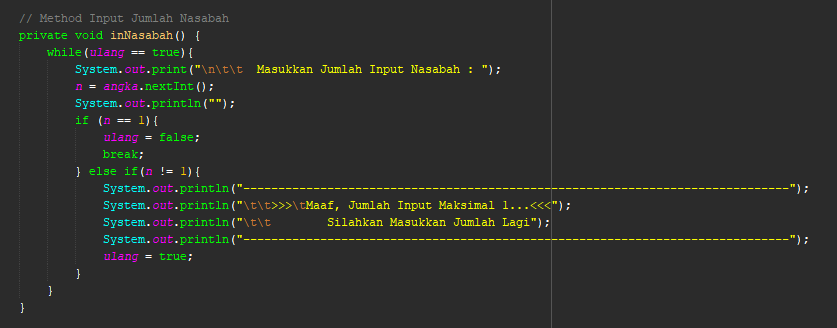 // Method Input Jumlah Nasabah
private void inNasabah() {
while(ulang == true){
System.out.print("\n\t\t  Masukkan Jumlah Input Nasabah : ");
n = angka.nextInt();
System.out.println("");
if (n == 1){
ulang = false;
break;
} else if(n != 1){
System.out.println("------------------------------------------------------------------------------");
System.out.println("\t\t>>>\tMaaf, Jumlah Input Maksimal 1...<<<");
System.out.println("\t\t        Silahkan Masukkan Jumlah Lagi");
System.out.println("------------------------------------------------------------------------------");
ulang = true;
}
}
}